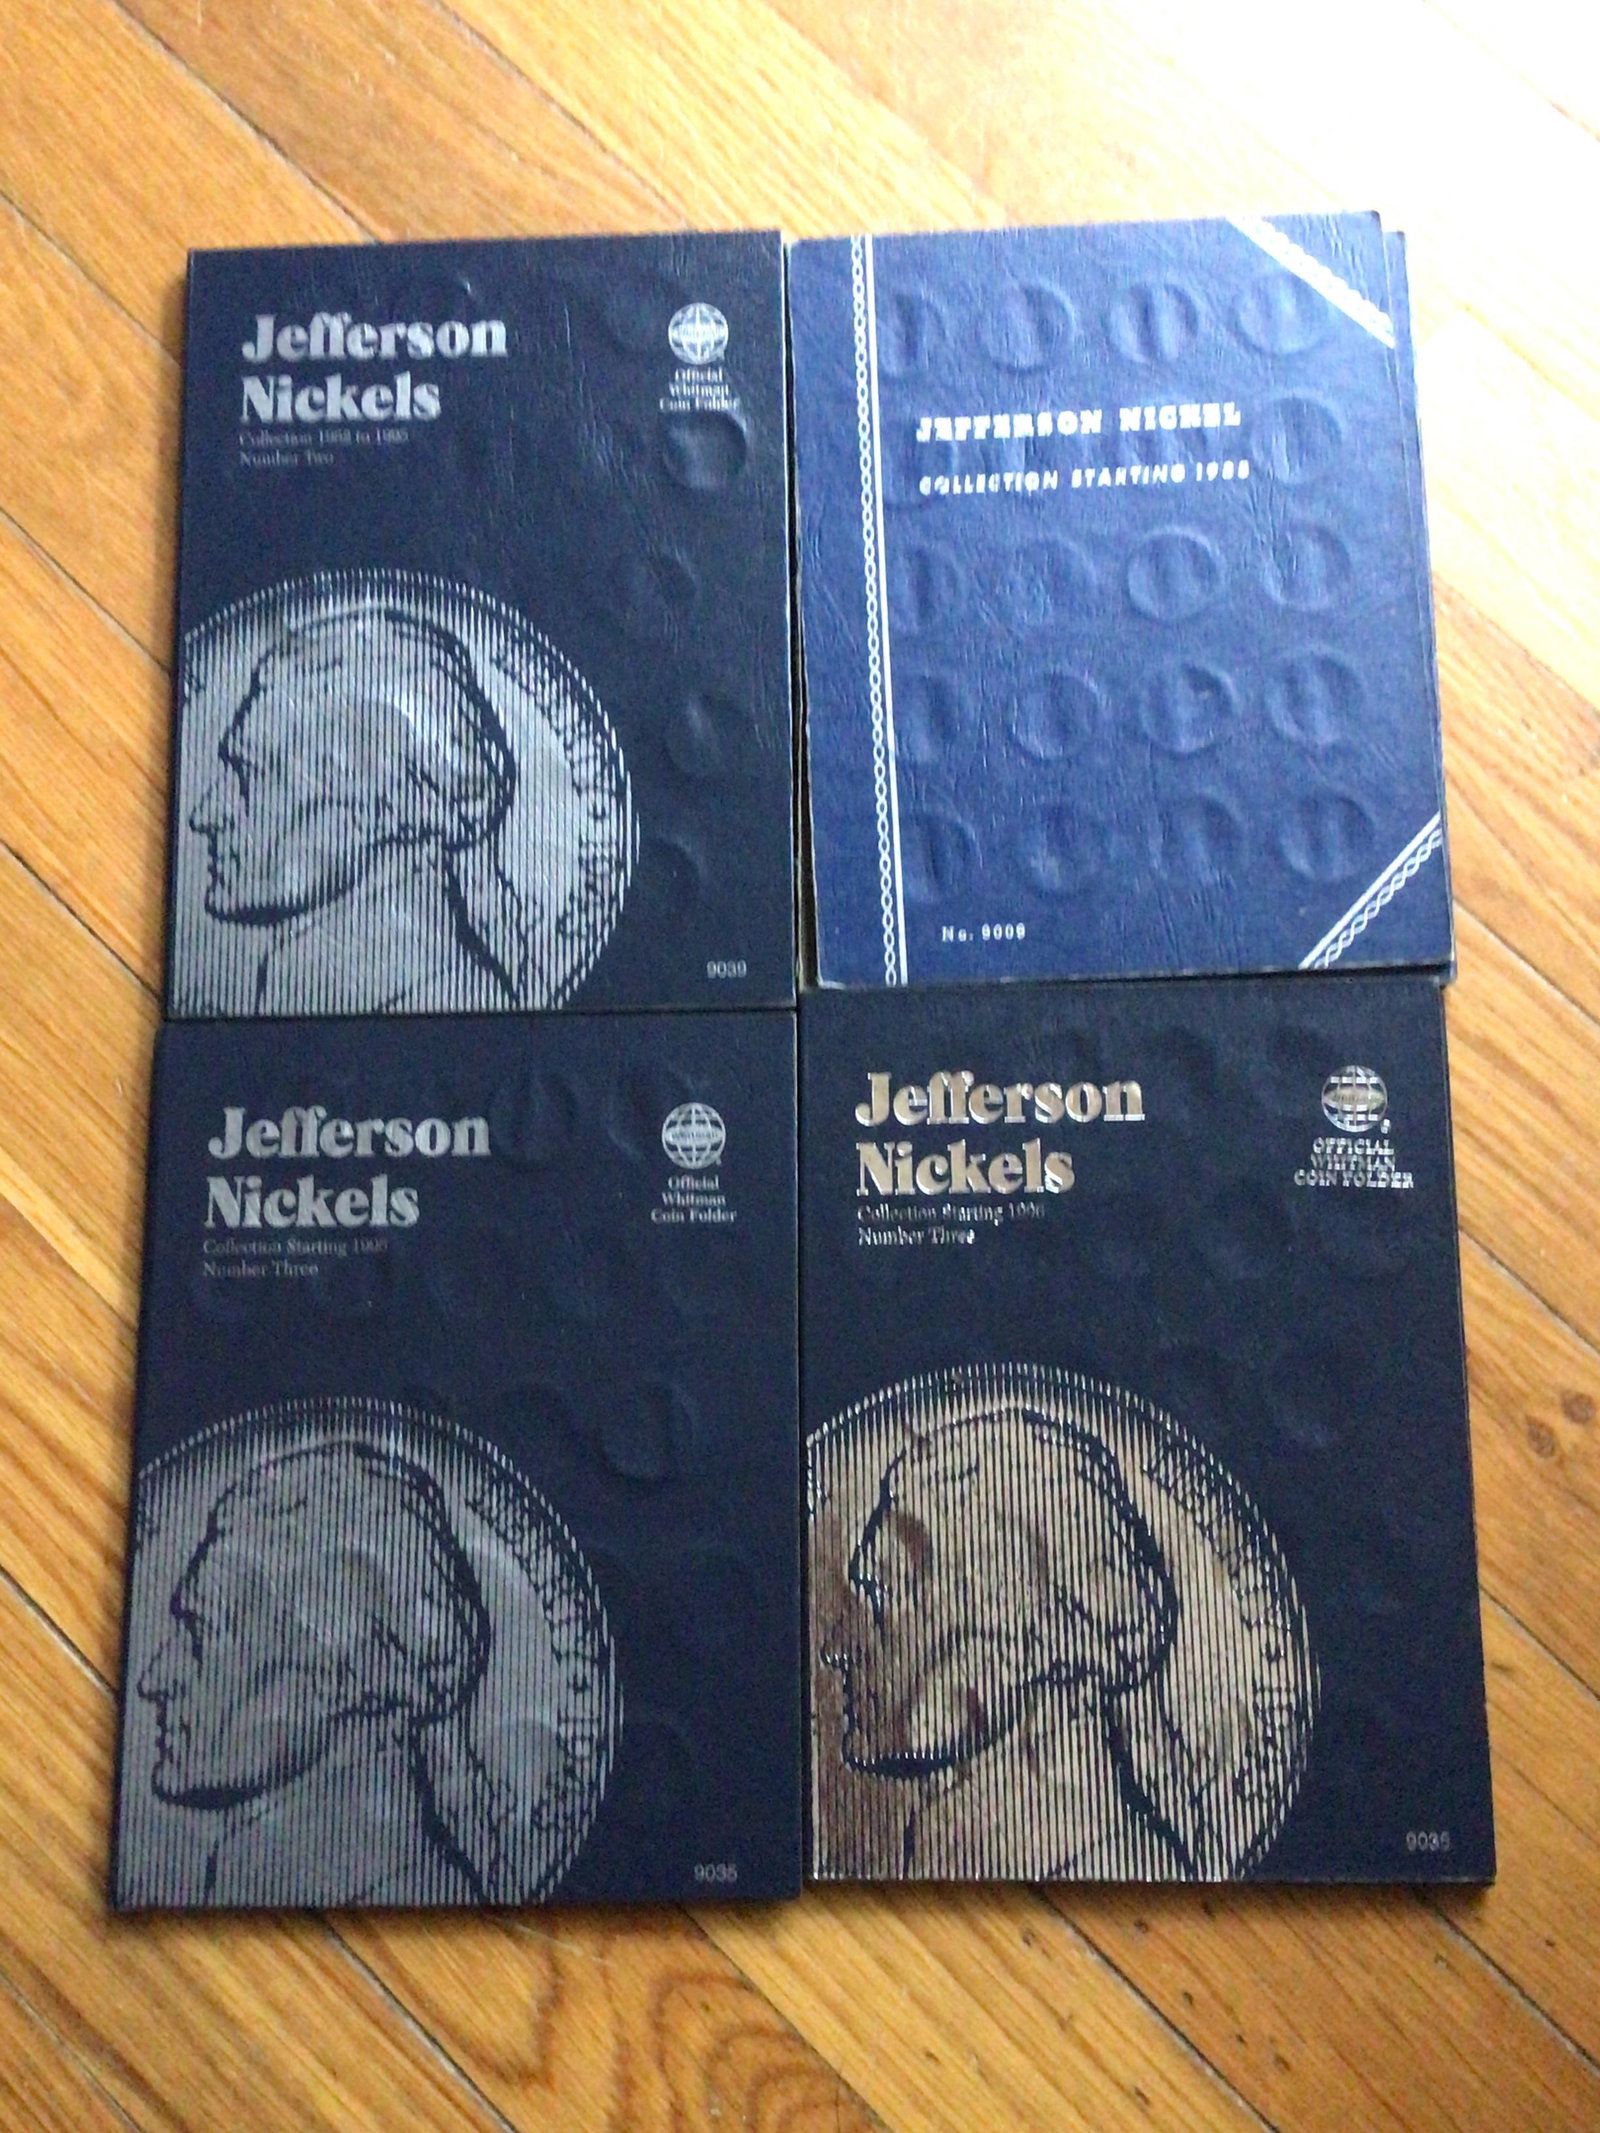 Jefferson
Nickels
Collection 1962 to 1995
Number Two
Official
Whitman
Coin Folder
9039
JEFFERSON NICKEL
COLLECTION STARTING 1938
No. 9009
Jefferson
Nickels
Collection Starting 1996
Number Three
WHITMAN
Official
Whitman
Coin Folder
9035
Jefferson
Nickels
Collection Starting 1996
Number Three
OFFICIAL
WHITMAN
COIN FOLDER
9035